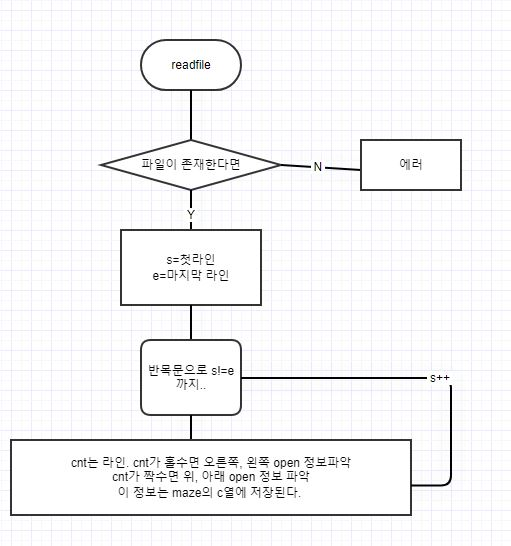 readfile
파일이 존재한다면
N
에러
Y
s=첫라인
e=마지막 라인
반목문으로 s!=e
까지..
s++
cnt는 라인. cnt가 홀수면 오른쪽, 왼쪽 open 정보파악
cnt가 짝수면 위, 아래 open 정보 파악
이 정보는 maze의 c열에 저장된다.